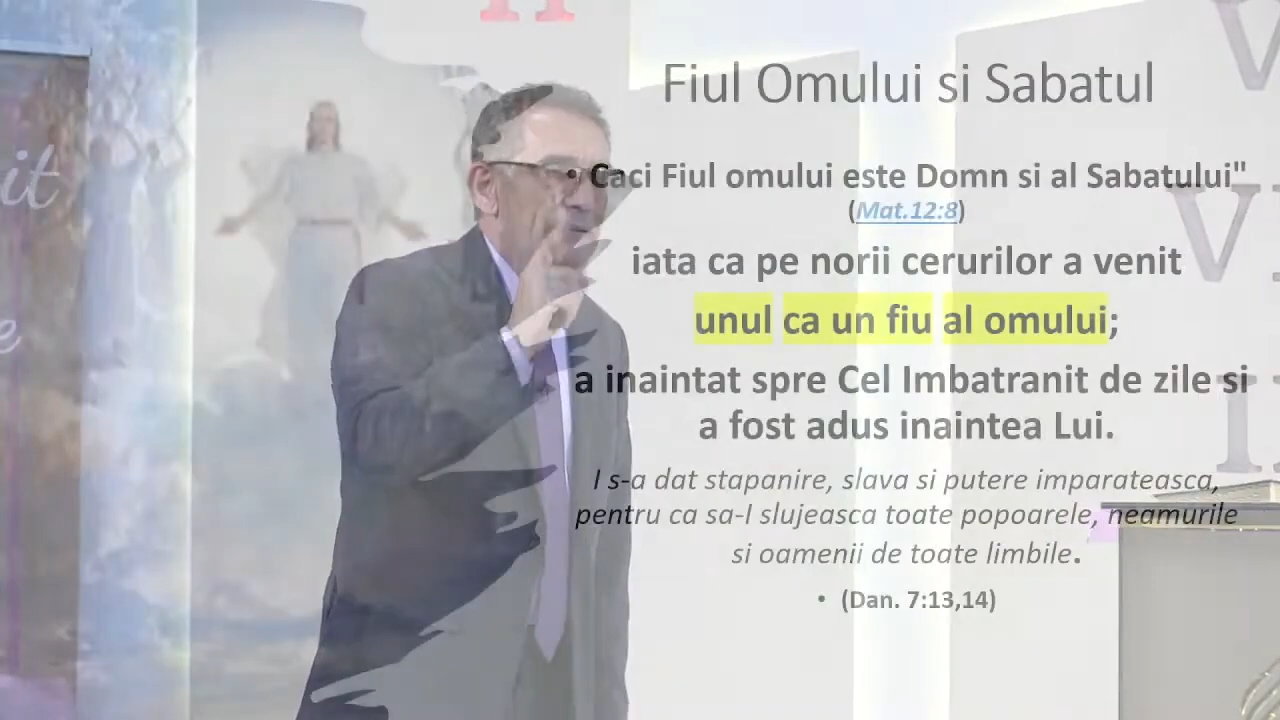 Fiul Omului si Sabatul
Caci Fiul omului este Domn si al Sabatului"
(Mat.12:8)
iata ca pe norii cerurilor a venit
unul ca un fiu al omului;
a inaintat spre Cel Imbatranit de zile si
a fost adus inaintea Lui.
I s-a dat stapanire, slava si putere imparateasca,
pentru ca sa-I slujeasca toate popoarele, neamurile
si oamenii de toate limbile.
• (Dan. 7:13,14)
it
e
V
V
I